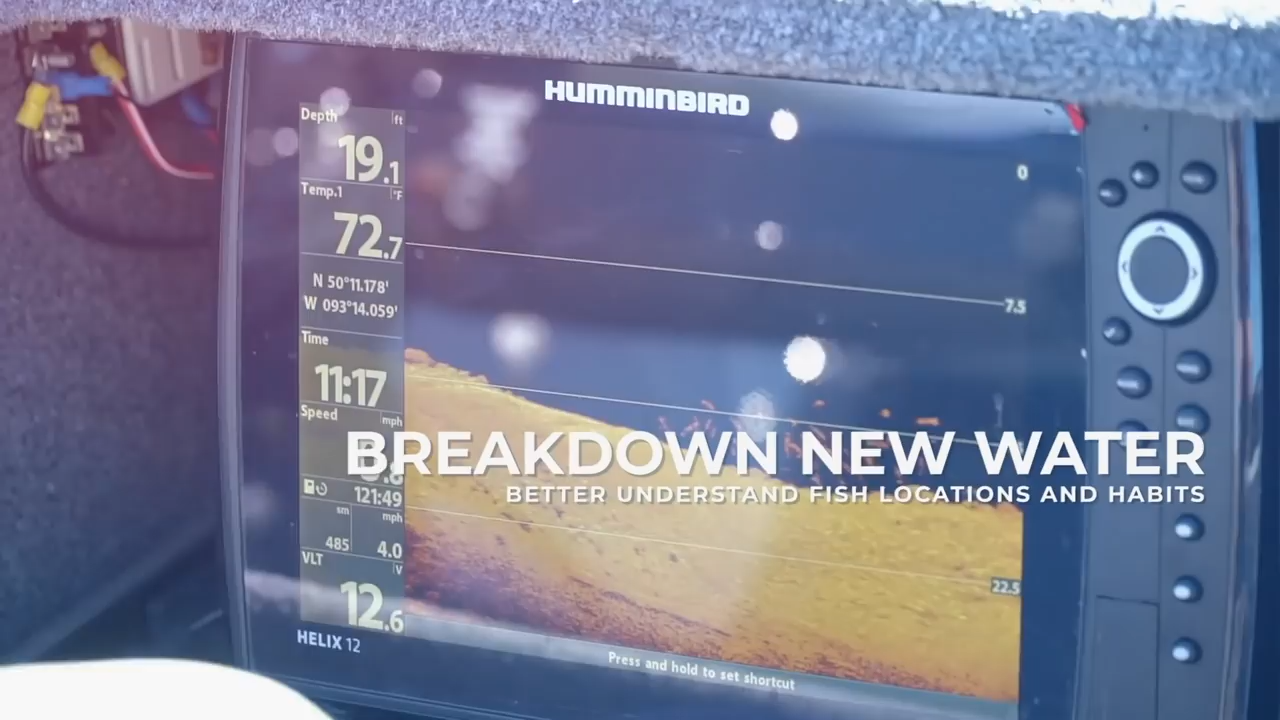 HUMMINBIRD
Depth ft
19.1
Temp.1 °F
72.7
N 50°11.178'
W 093°14.059'
Time
11:17
Speed mph
121:49
sm mph
485 4.0
VLT V
12.6
0
7.5
22.5
BREAKDOWN NEW WATER
BETTER UNDERSTAND FISH LOCATIONS AND HABITS
HELIX 12
Press and hold to set shortcut